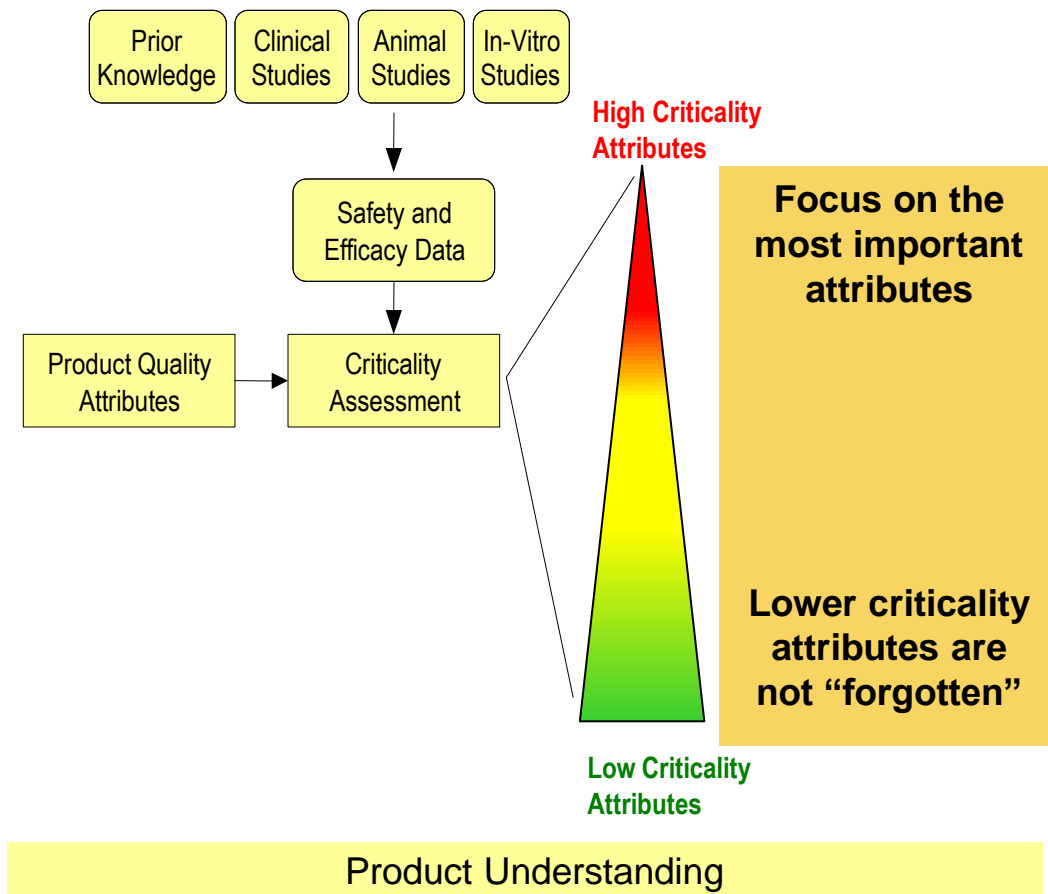 Prior
Knowledge
Clinical
Studies
Animal
Studies
In-Vitro
Studies
High Criticality
Attributes
Safety and
Efficacy Data
Focus on the
most important
attributes
Product Quality
Attributes
Criticality
Assessment
Lower criticality
attributes are
not “forgotten”
Low Criticality
Attributes
Product Understanding